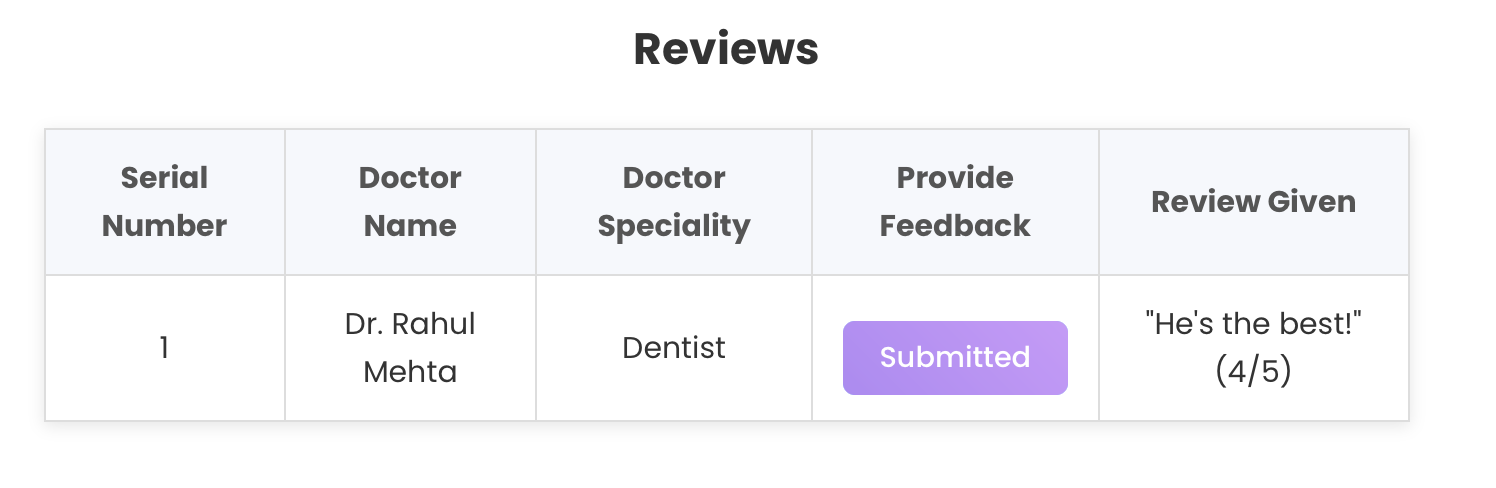 Reviews
Serial Number
Doctor Name
Doctor Speciality
Provide Feedback
Review Given
1
Dr. Rahul Mehta
Dentist
Submitted
"He's the best!"
(4/5)